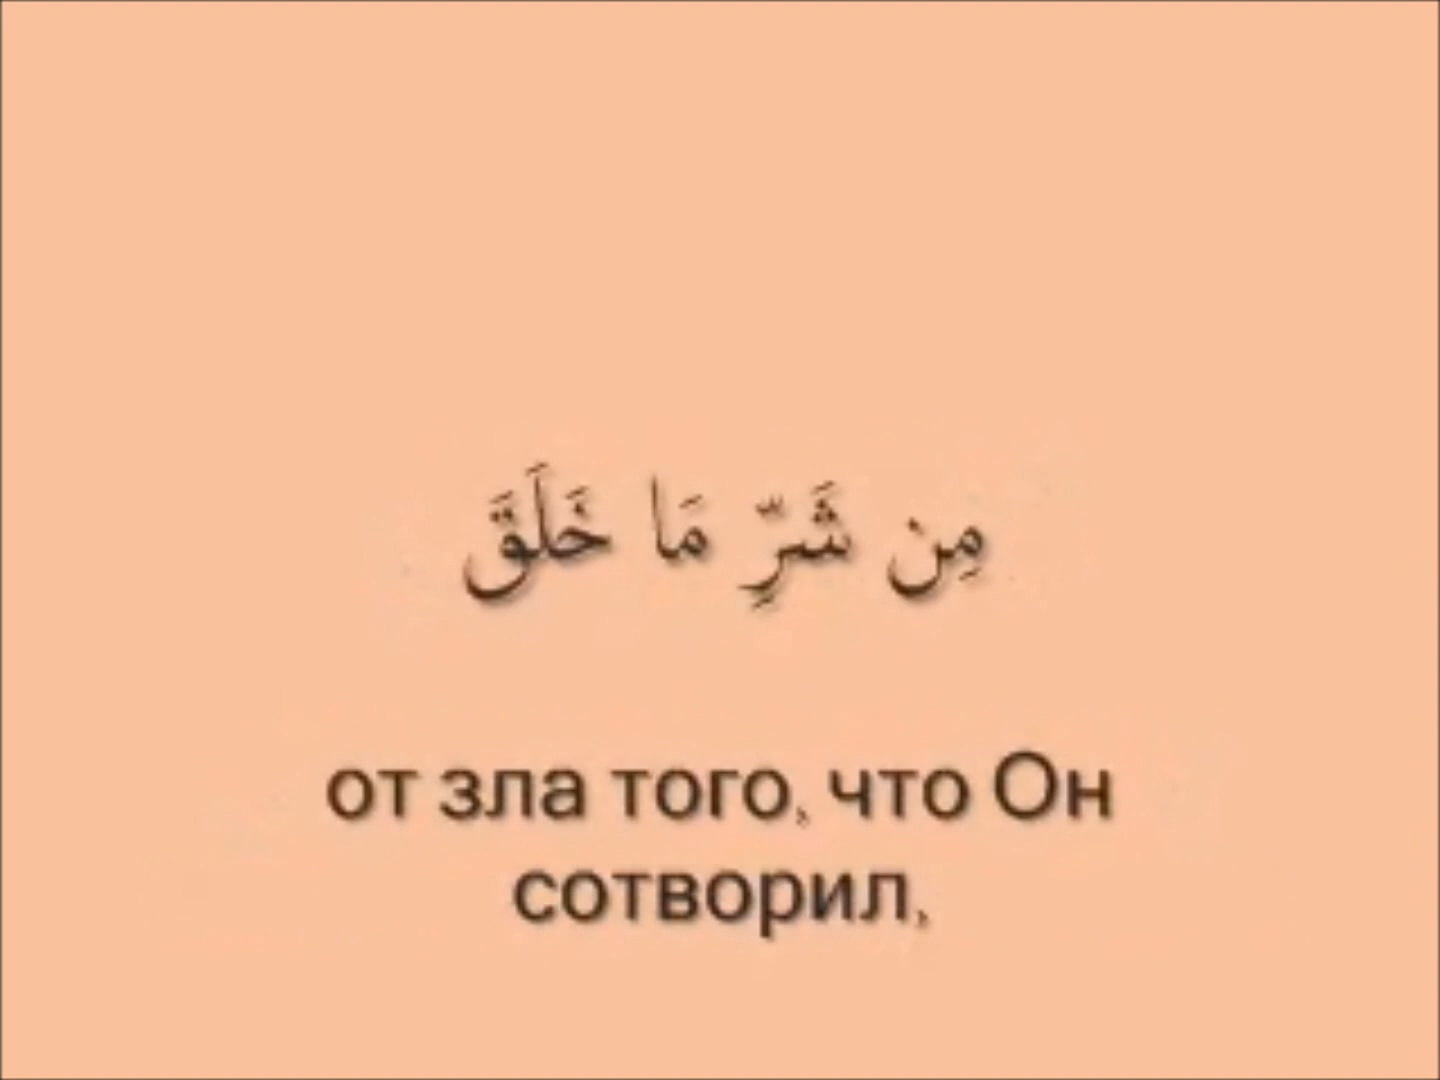 مِن شَرِّ مَا خَلَقَ
от зла того, что Он
сотворил,